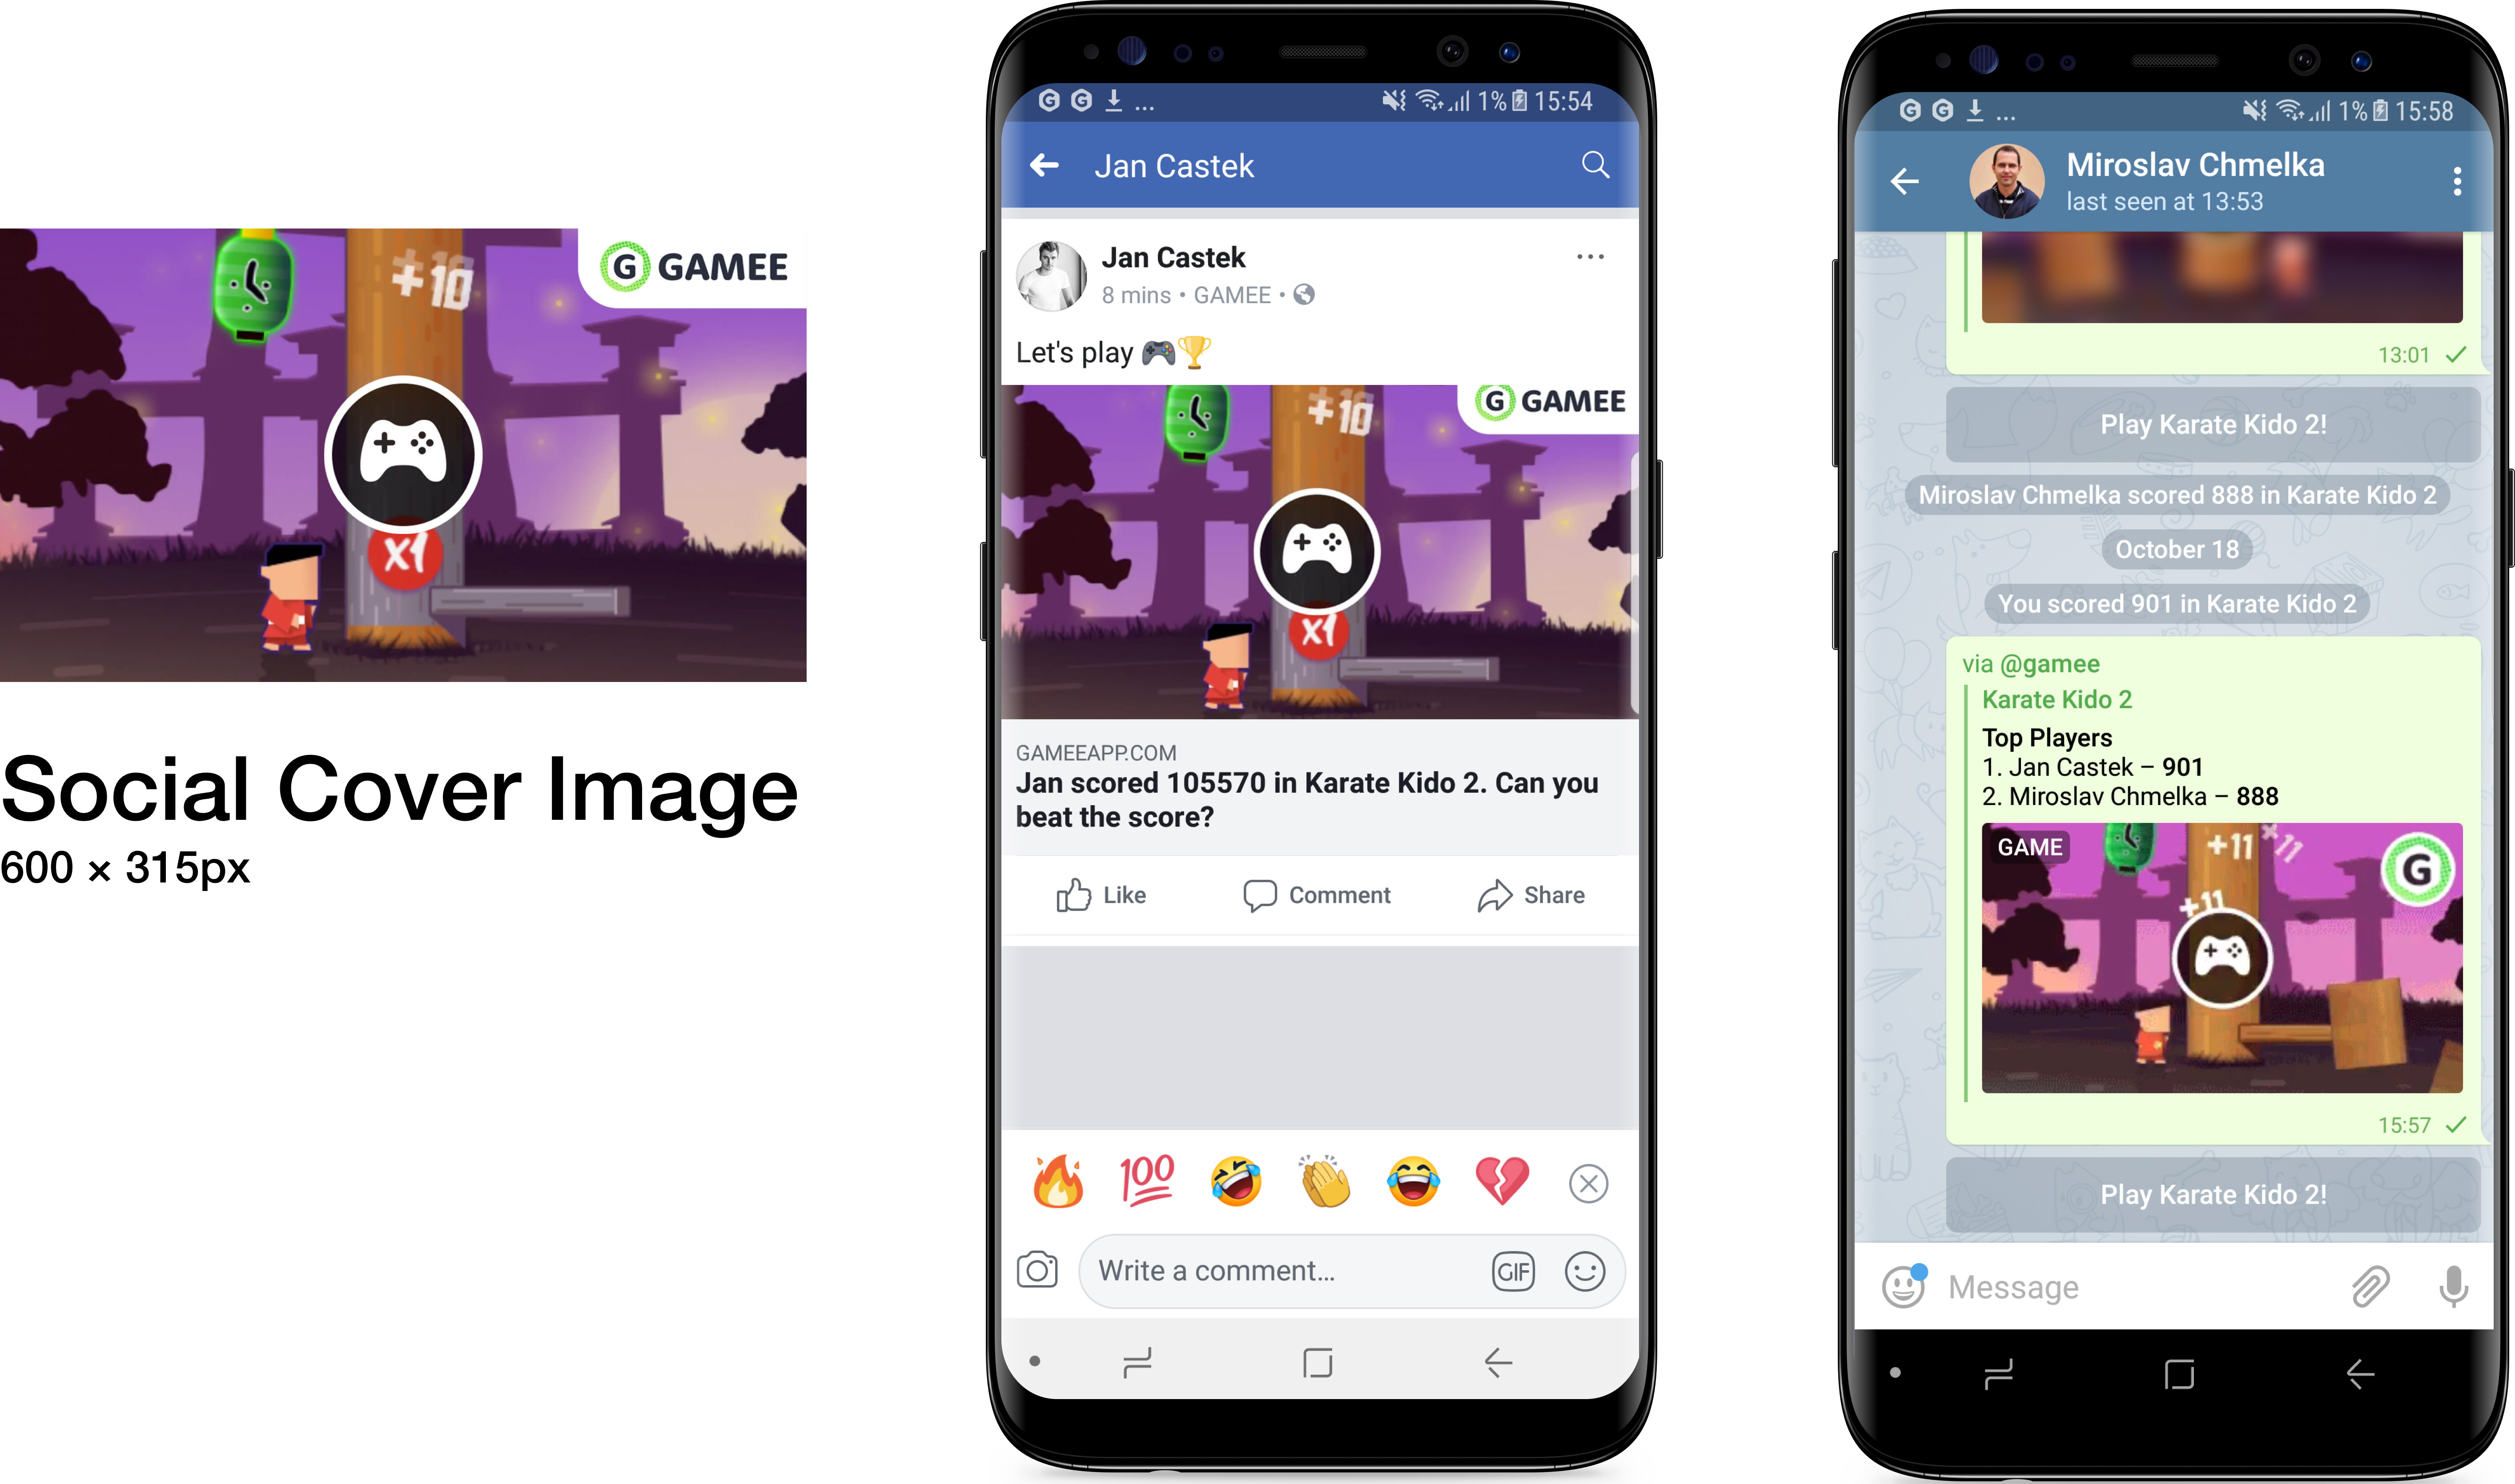 +10
G GAMEE
X1
Social Cover Image
600 × 315px
G G ... 1% 15:54
Jan Castek
Jan Castek
8 mins • GAMEE •
Let's play
+10
G GAMEE
X1
GAMEEAPP.COM
Jan scored 105570 in Karate Kido 2. Can you
beat the score?
Like Comment Share
100
Write a comment...
GIF
G G ... 1% 15:58
Miroslav Chmelka
last seen at 13:53
13:01
Play Karate Kido 2!
Miroslav Chmelka scored 888 in Karate Kido 2
October 18
You scored 901 in Karate Kido 2
via @gamee
Karate Kido 2
Top Players
1. Jan Castek – 901
2. Miroslav Chmelka – 888
GAME
+11
+11
G
+11
15:57
Play Karate Kido 2!
Message